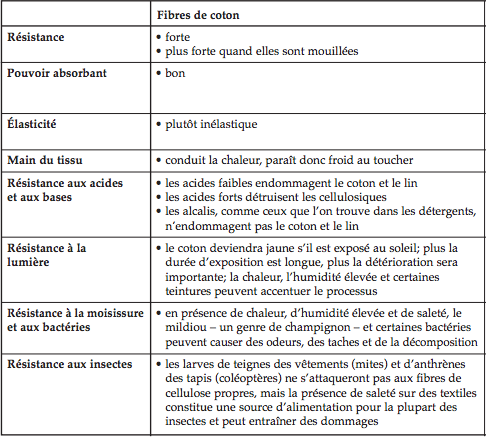 Fibres de coton
Résistance
• forte
• plus forte quand elles sont mouillées
Pouvoir absorbant
• bon
Élasticité
• plutôt inélastique
Main du tissu
• conduit la chaleur, paraît donc froid au toucher
Résistance aux acides
et aux bases
• les acides faibles endommagent le coton et le lin
• les acides forts détruisent les cellulosiques
• les alcalis, comme ceux que l’on trouve dans les détergents,
n’endommagent pas le coton et le lin
Résistance à la
lumière
• le coton deviendra jaune s’il est exposé au soleil; plus la
durée d’exposition est longue, plus la détérioration sera
importante; la chaleur, l’humidité élevée et certaines
teintures peuvent accentuer le processus
Résistance à la moisissure
et aux bactéries
• en présence de chaleur, d’humidité élevée et de saleté, le
mildiou – un genre de champignon – et certaines bactéries
peuvent causer des odeurs, des taches et de la décomposition
Résistance aux insectes
• les larves de teignes des vêtements (mites) et d’anthrènes
des tapis (coléoptères) ne s’attaqueront pas aux fibres de
cellulose propres, mais la présence de saleté sur des textiles
constitue une source d’alimentation pour la plupart des
insectes et peut entraîner des dommages